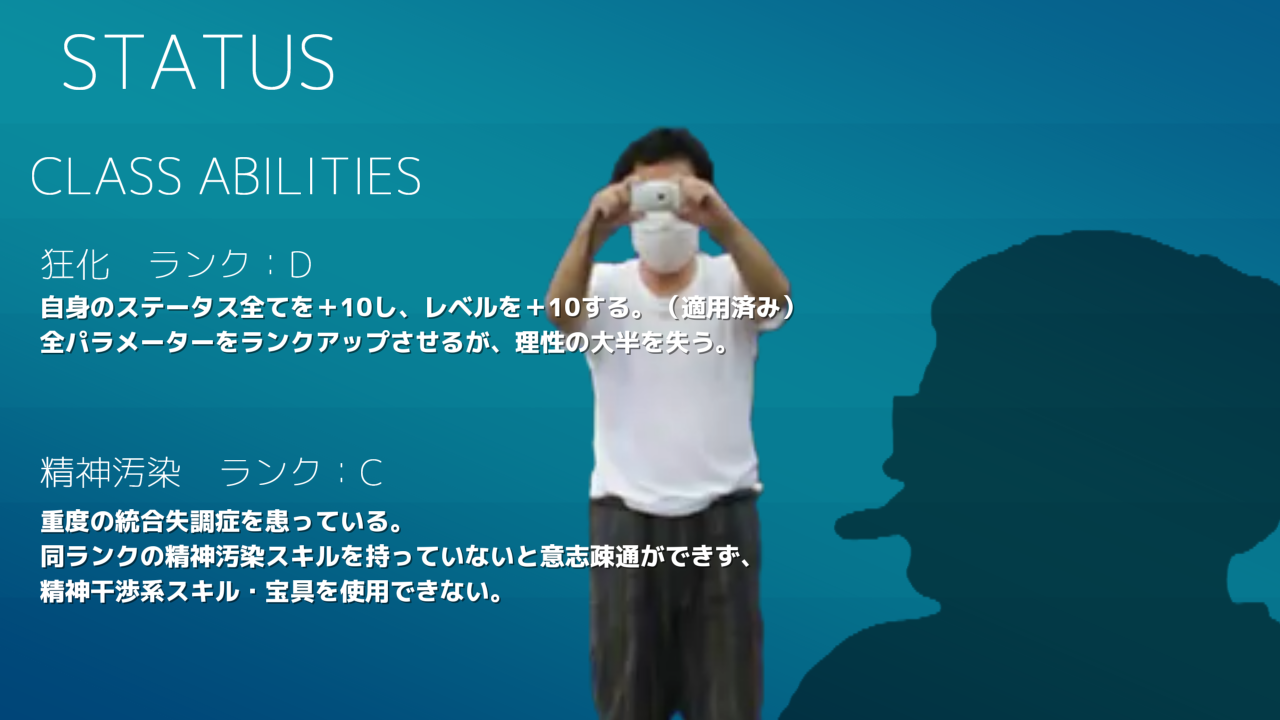 STATUS
CLASS ABILITIES
狂化　ランク：D
自身のステータス全てを＋10し、レベルを＋10する。（適用済み）
全パラメーターをランクアップさせるが、理性の大半を失う。
精神汚染　ランク：C
重度の統合失調症を患っている。
同ランクの精神汚染スキルを持っていないと意志疎通ができず、
精神干渉系スキル・宝具を使用できない。